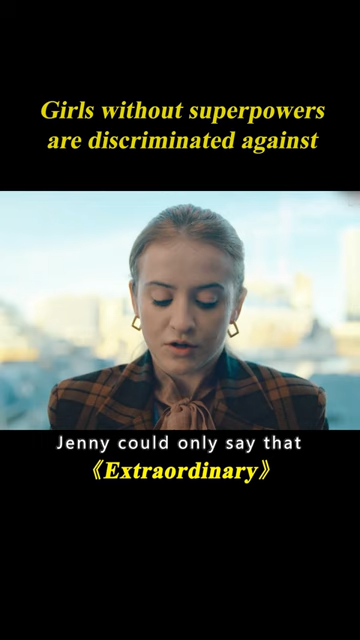 Girls without superpowers
are discriminated against
Jenny could only say that
《Extraordinary》